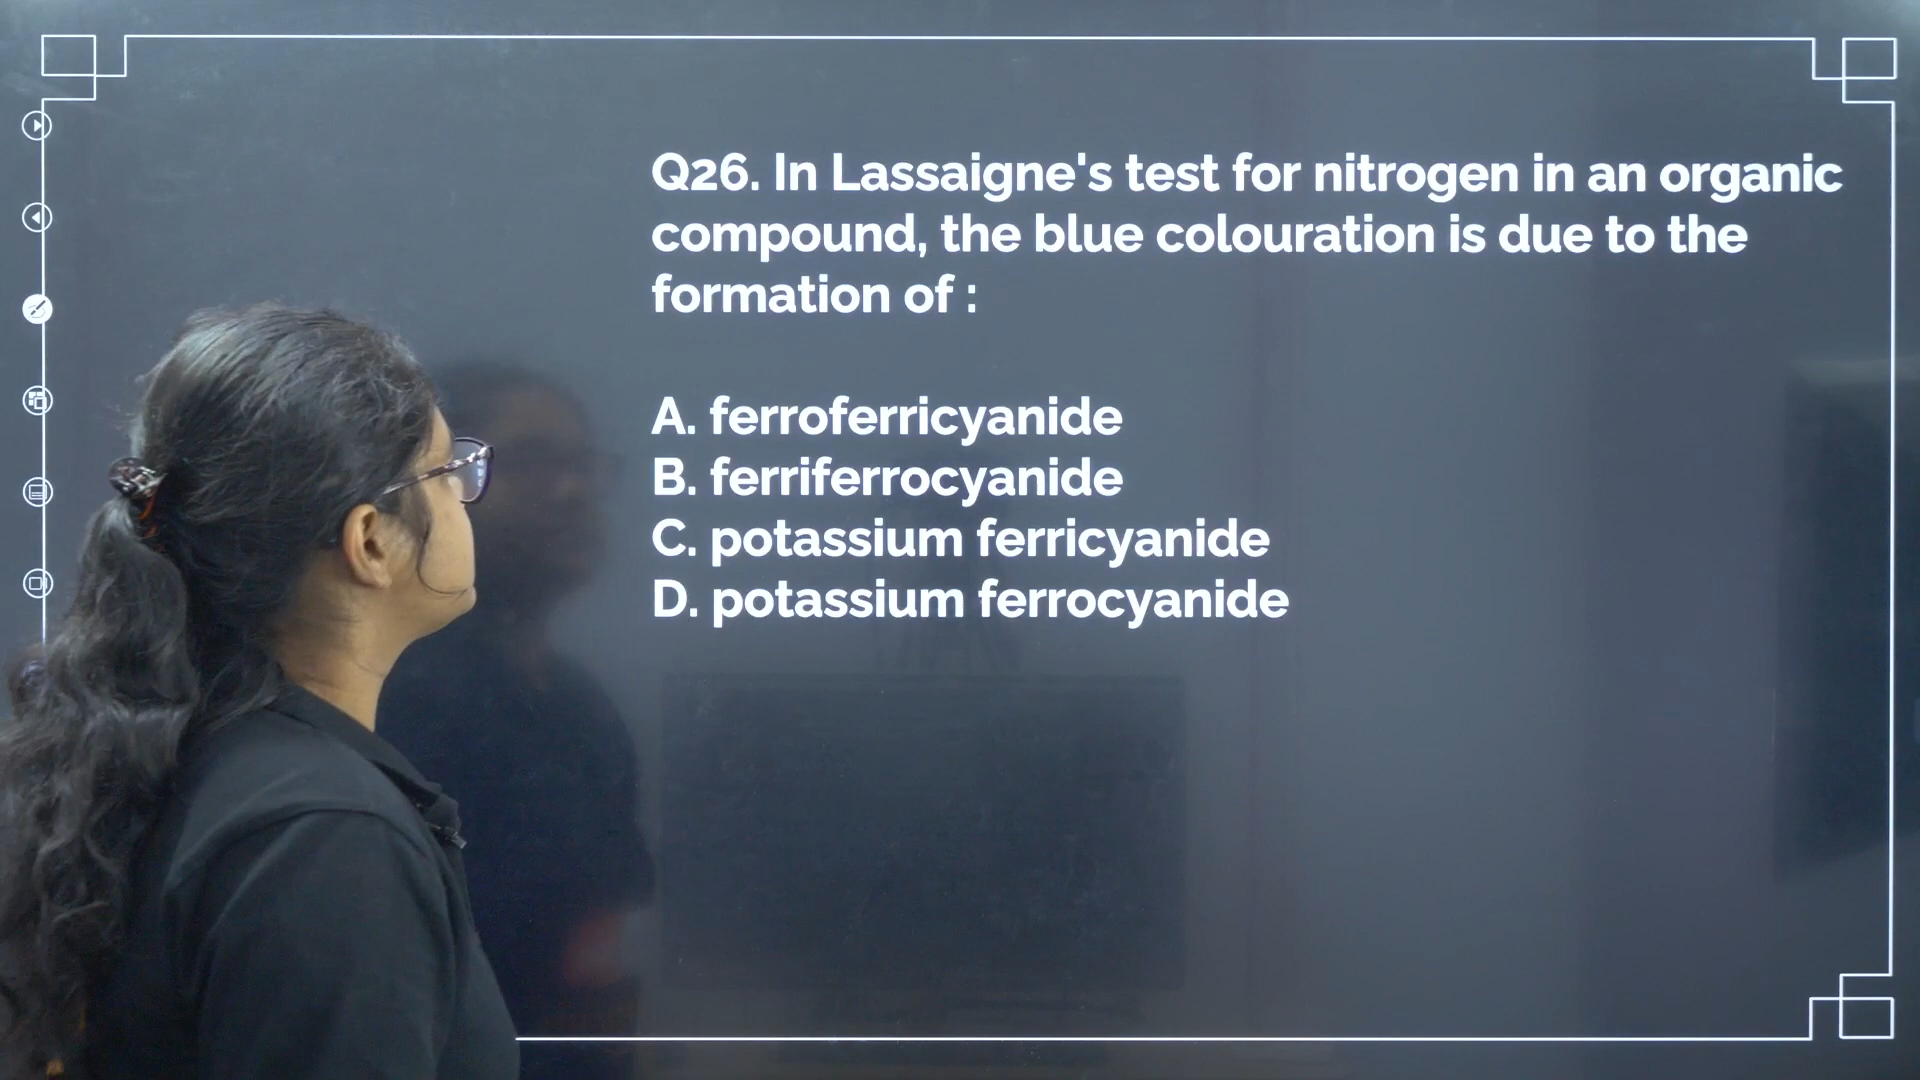 Q26. In Lassaigne's test for nitrogen in an organic
compound, the blue colouration is due to the
formation of :
A. ferroferricyanide
B. ferriferrocyanide
C. potassium ferricyanide
D. potassium ferrocyanide